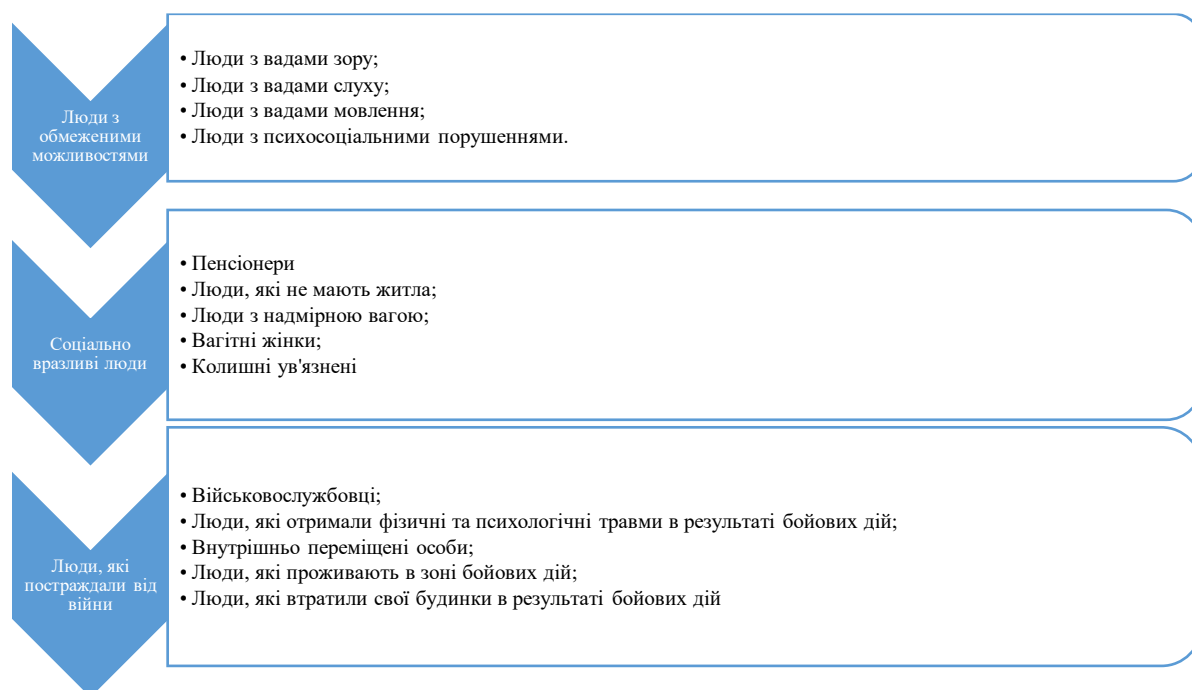 Люди з
обмеженими
можливостями
• Люди з вадами зору;
• Люди з вадами слуху;
• Люди з вадами мовлення;
• Люди з психосоціальними порушеннями.
Соціально
вразливі люди
• Пенсіонери
• Люди, які не мають житла;
• Люди з надмірною вагою;
• Вагітні жінки;
• Колишні ув'язнені
Люди, які
постраждали від
війни
• Військовослужбовці;
• Люди, які отримали фізичні та психологічні травми в результаті бойових дій;
• Внутрішньо переміщені особи;
• Люди, які проживають в зоні бойових дій;
• Люди, які втратили свої будинки в результаті бойових дій